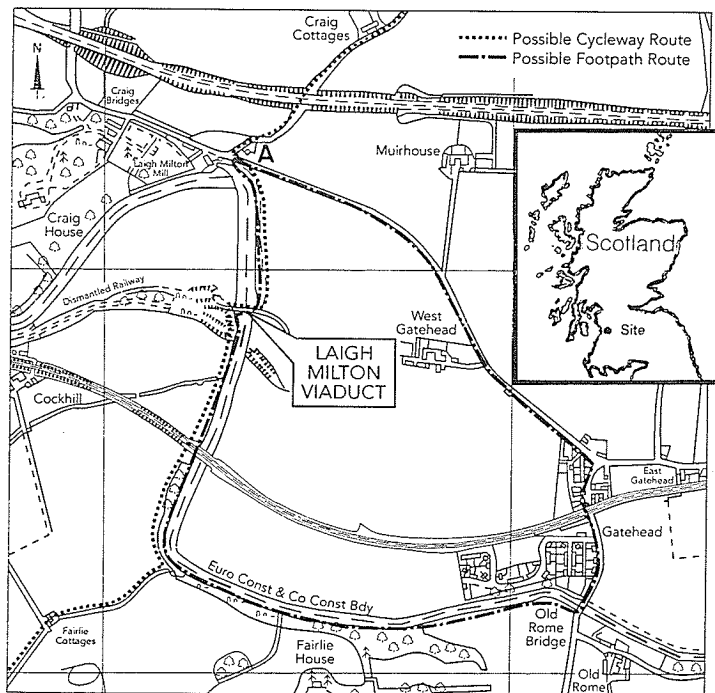 Craig
Cottages
Possible Cycleway Route
Possible Footpath Route
N
Craig
Bridges
A
Muirhouse
Laigh Milton
Mill
Craig
House
Scotland
Dismantled Railway
West
Gatehead
Site
LAIGH
MILTON
VIADUCT
Cockhill
East
Gatehead
Gatehead
Euro Const & Co Const Bdy
Old
Rome
Bridge
Fairlie
Cottages
Fairlie
House
Old
Rome